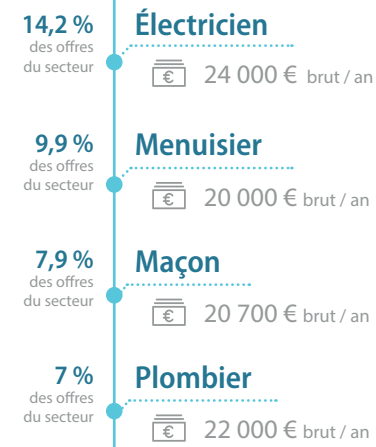 14,2 %
des offres
du secteur
Électricien
€ 24 000 € brut / an
9,9 %
des offres
du secteur
Menuisier
€ 20 000 € brut / an
7,9 %
des offres
du secteur
Maçon
€ 20 700 € brut / an
7 %
des offres
du secteur
Plombier
€ 22 000 € brut / an